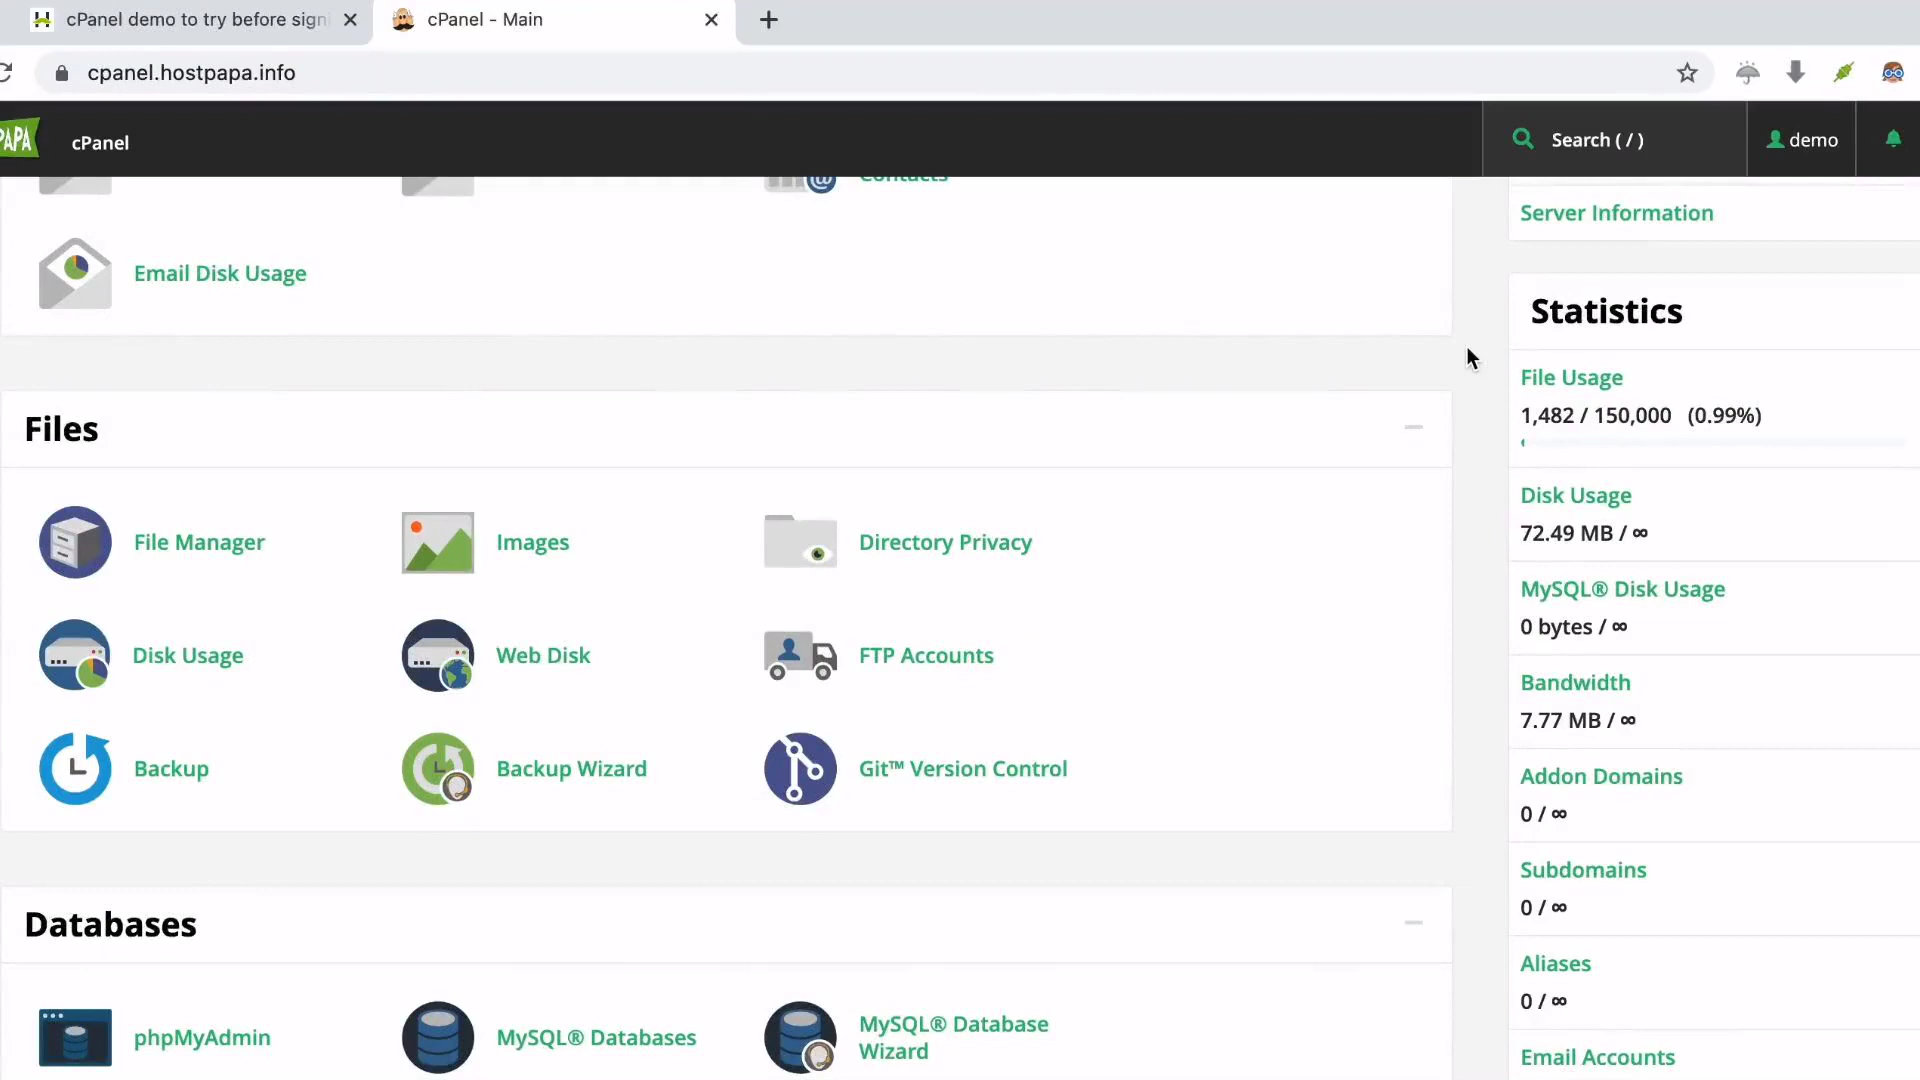 cPanel demo to try before sign
cPanel - Main
cpanel.hostpapa.info
PAPA
cPanel
Search ( / )
demo
Contacts
Email Disk Usage
Files
File Manager
Images
Directory Privacy
Disk Usage
Web Disk
FTP Accounts
Backup
Backup Wizard
Git™ Version Control
Databases
phpMyAdmin
MySQL® Databases
MySQL® Database
Wizard
Server Information
Statistics
File Usage
1,482 / 150,000 (0.99%)
Disk Usage
72.49 MB / ∞
MySQL® Disk Usage
0 bytes / ∞
Bandwidth
7.77 MB / ∞
Addon Domains
0 / ∞
Subdomains
0 / ∞
Aliases
0 / ∞
Email Accounts